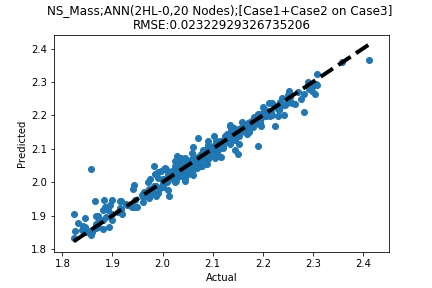 NS_Mass;ANN(2HL-0,20 Nodes);[Case1+Case2 on Case3]
RMSE:0.02322929326735206
2.4
2.3
2.2
2.1
2.0
1.9
1.8
Predicted
1.8 1.9 2.0 2.1 2.2 2.3 2.4
Actual